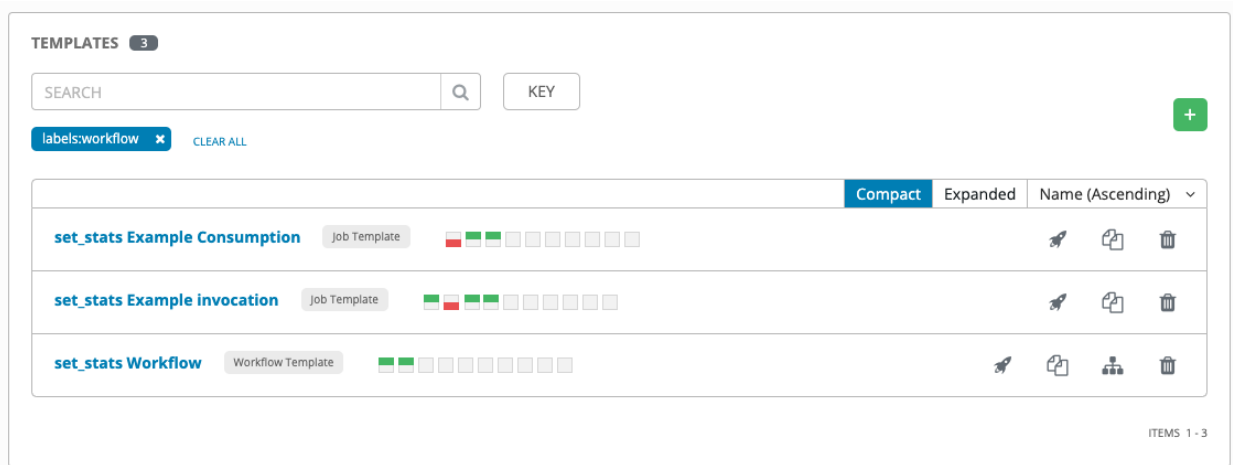 TEMPLATES 3
SEARCH KEY
+
labels:workflow × CLEAR ALL
Compact Expanded Name (Ascending)
set_stats Example Consumption Job Template
set_stats Example invocation Job Template
set_stats Workflow Workflow Template
ITEMS 1 - 3